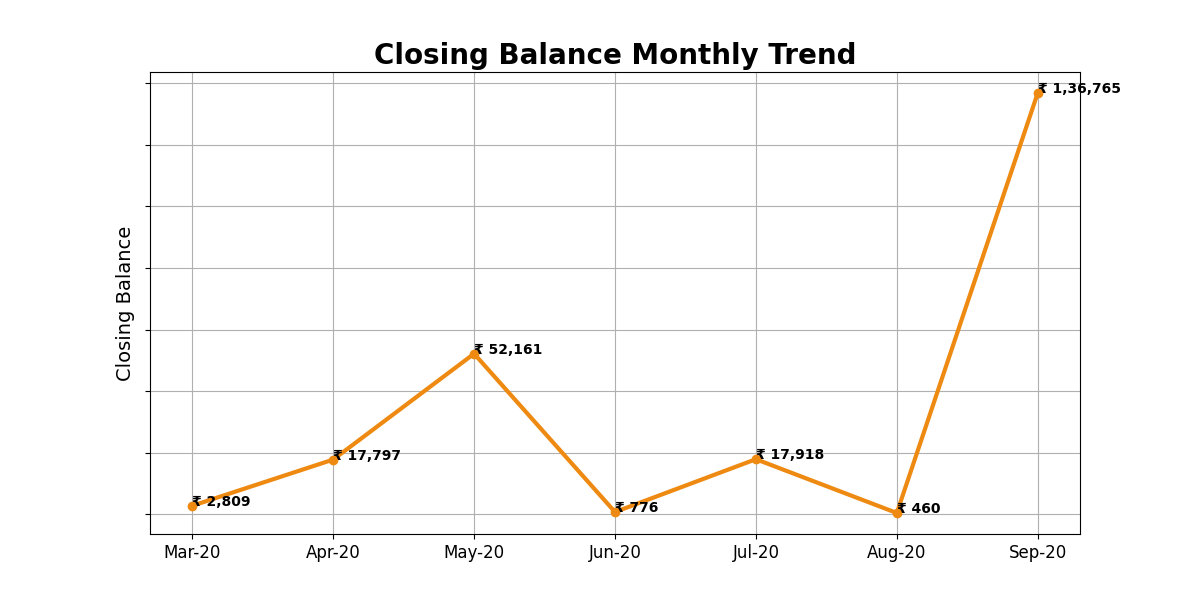 Closing Balance Monthly Trend
Closing Balance
₹ 2,809
₹ 17,797
₹ 52,161
₹ 776
₹ 17,918
₹ 460
₹ 1,36,765
Mar-20
Apr-20
May-20
Jun-20
Jul-20
Aug-20
Sep-20